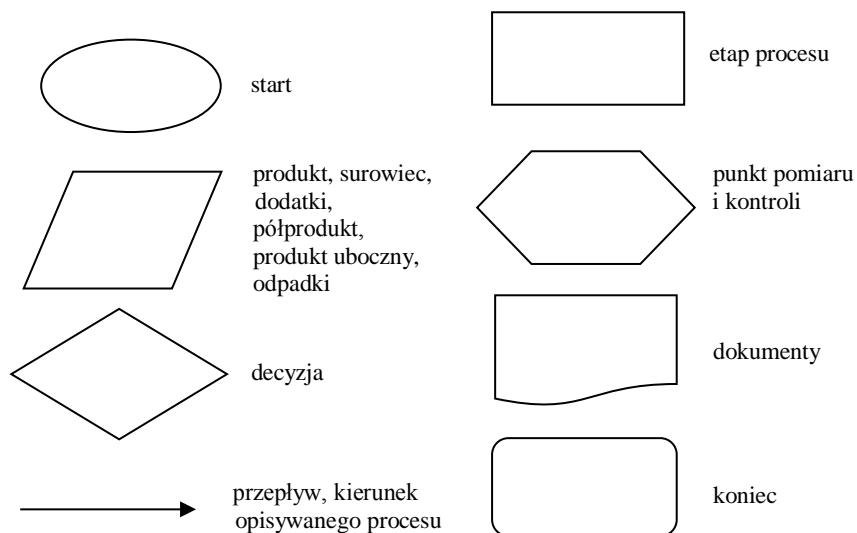 start
etap procesu
produkt, surowiec,
dodatki,
półprodukt,
produkt uboczny,
odpadki
punkt pomiaru
i kontroli
decyzja
dokumenty
przepływ, kierunek
opisywanego procesu
koniec